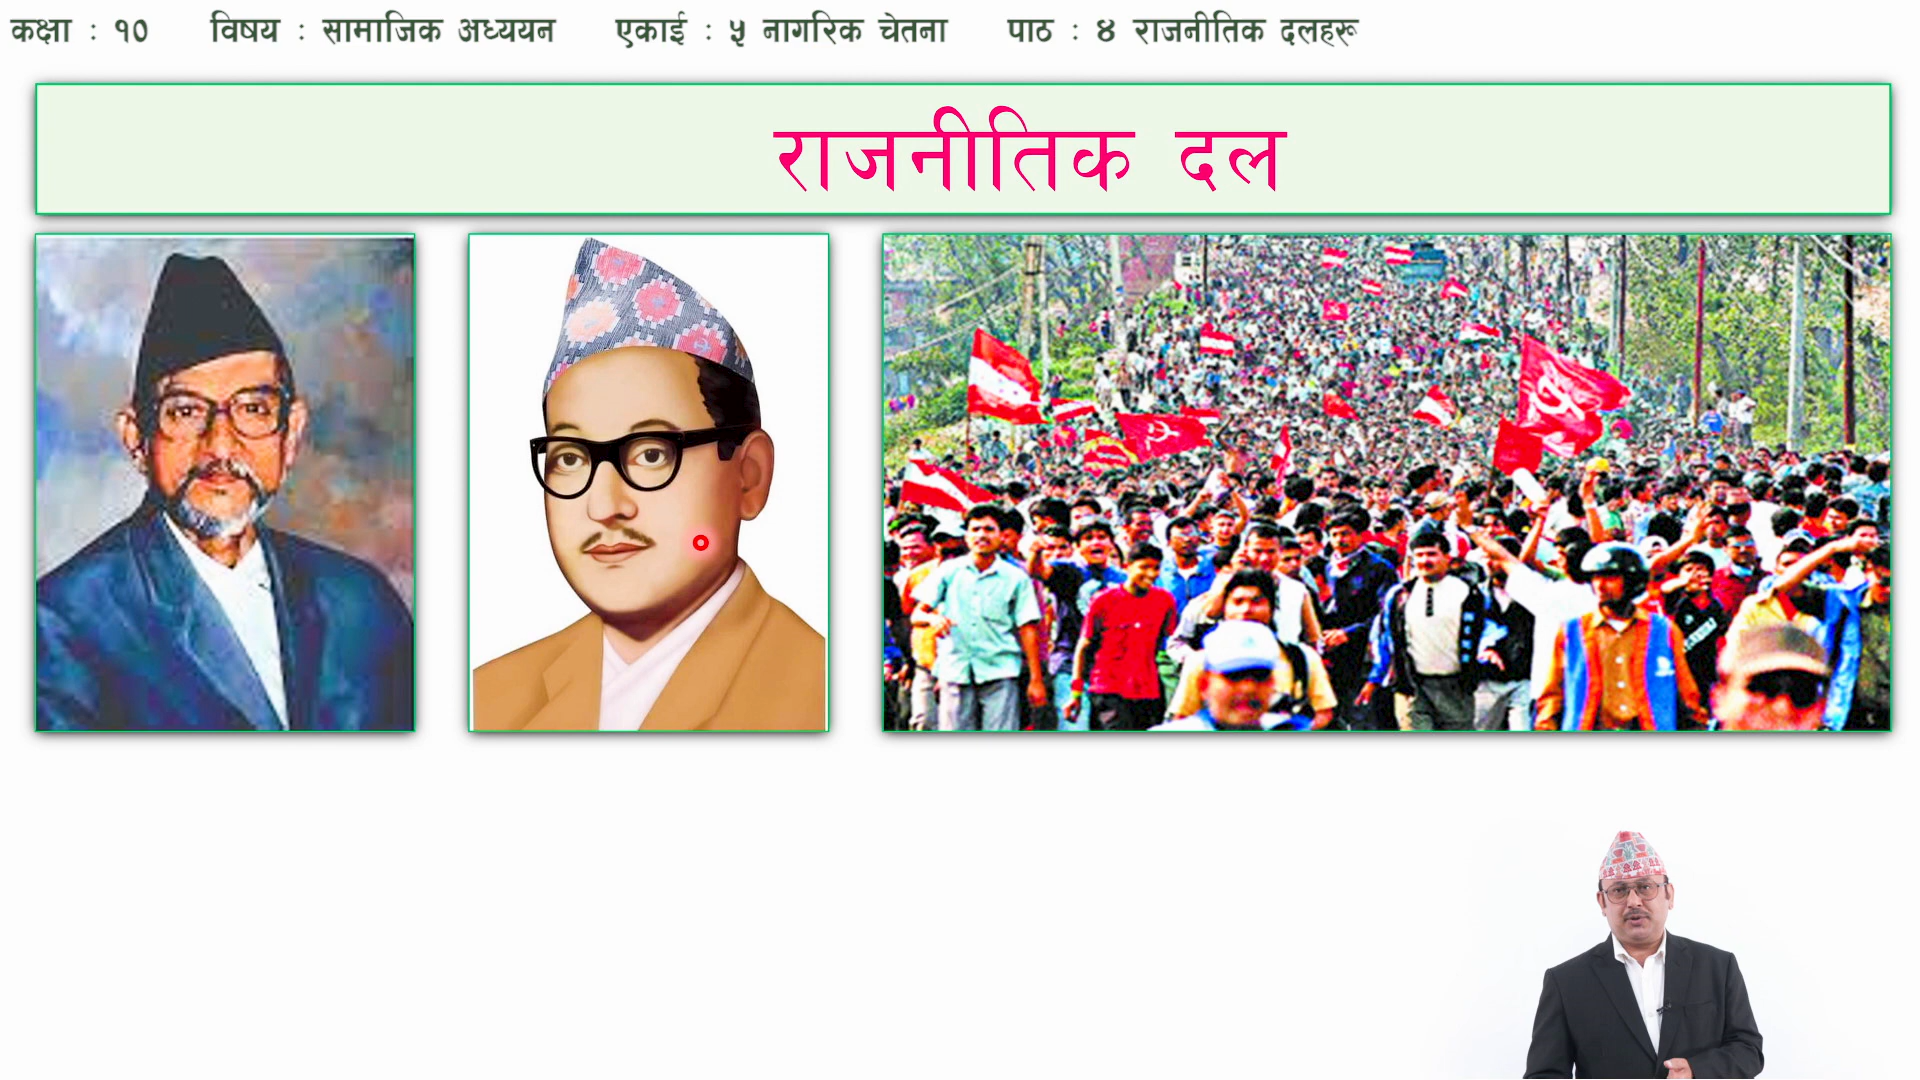 कक्षा : १० विषय : सामाजिक अध्ययन एकाई : ५ नागरिक चेतना पाठ : ४ राजनीतिक दलहरू
राजनीतिक दल